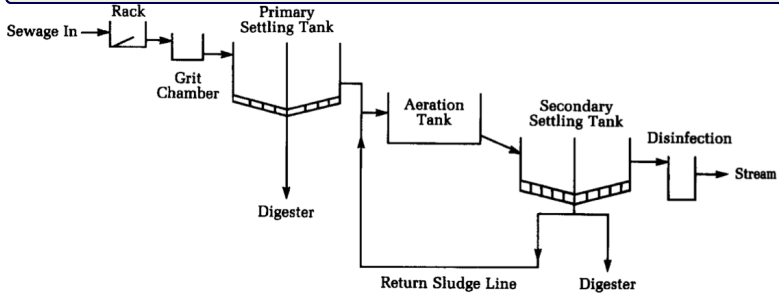 Rack
Primary
Settling Tank
Sewage In
Grit
Chamber
Aeration
Tank
Secondary
Settling Tank
Disinfection
Stream
Digester
Return Sludge Line
Digester